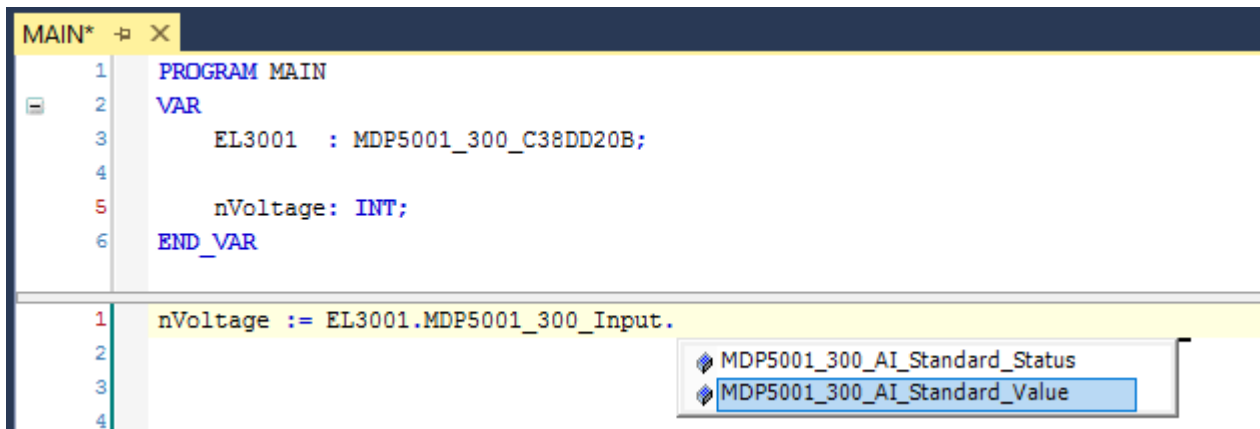 MAIN*
1 PROGRAM MAIN
2 VAR
3 EL3001 : MDP5001_300_C38DD20B;
4
5 nVoltage: INT;
6 END_VAR
1 nVoltage := EL3001.MDP5001_300_Input.
2 MDP5001_300_AI_Standard_Status
3 MDP5001_300_AI_Standard_Value
4